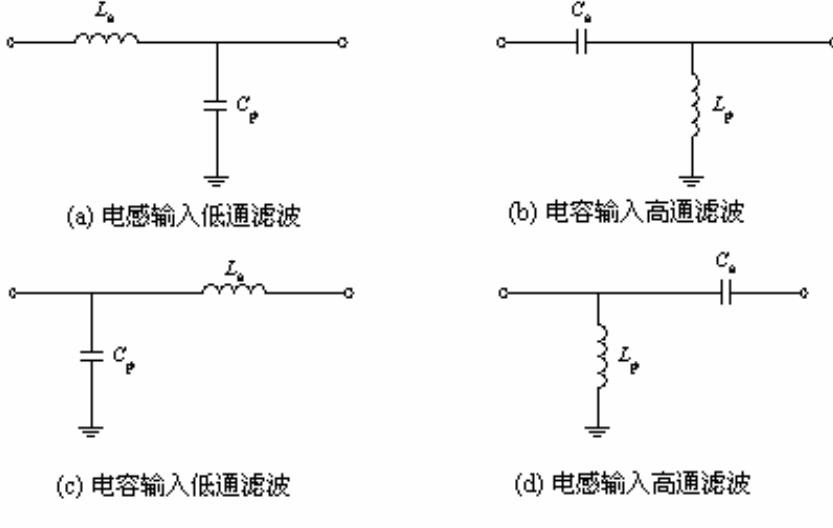 Ls
Cs
Cp
Lp
(a) 电感输入低通滤波
(b) 电容输入高通滤波
Ls
Cs
Cp
Lp
(c) 电容输入低通滤波
(d) 电感输入高通滤波